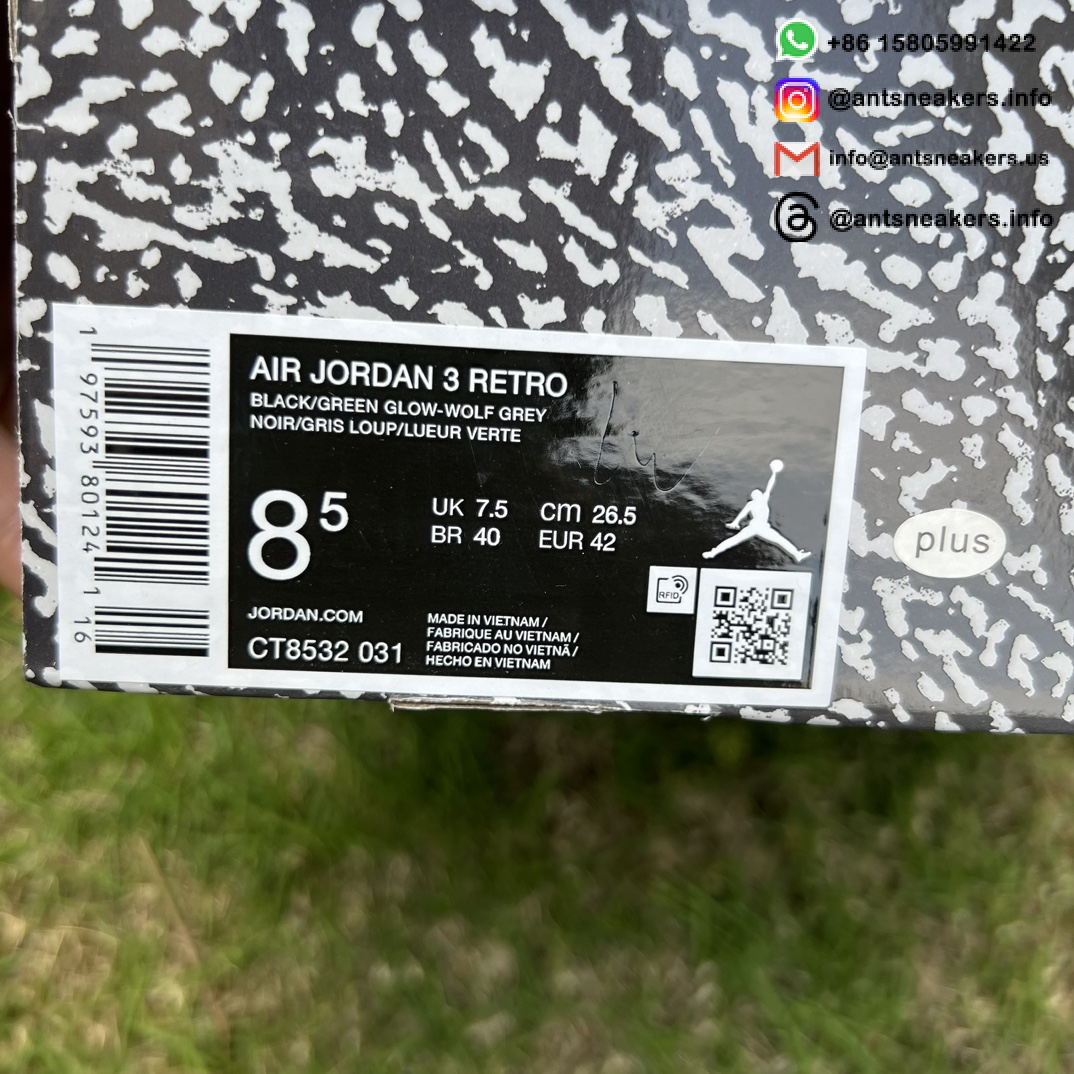 +86 15805991422
@antsneakers.info
info@antsneakers.us
@antsneakers.info
1 97593 80124 1 16
AIR JORDAN 3 RETRO
BLACK/GREEN GLOW-WOLF GREY
NOIR/GRIS LOUP/LUEUR VERTE
8 5
UK 7.5 cm 26.5
BR 40 EUR 42
JORDAN.COM
CT8532 031
MADE IN VIETNAM /
FABRIQUE AU VIETNAM /
FABRICADO NO VIETNÃ /
HECHO EN VIETNAM
RFID
plus